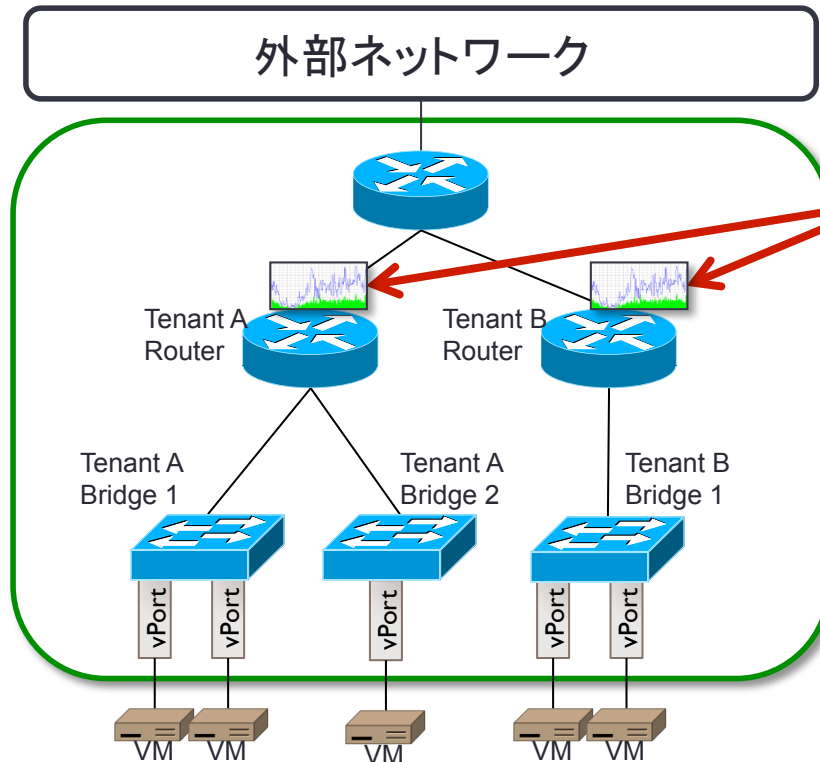 外部ネットワーク
Tenant A
Router
Tenant B
Router
Tenant A
Bridge 1
Tenant A
Bridge 2
Tenant B
Bridge 1
vPort
vPort
vPort
vPort
vPort
VM
VM
VM
VM
VM